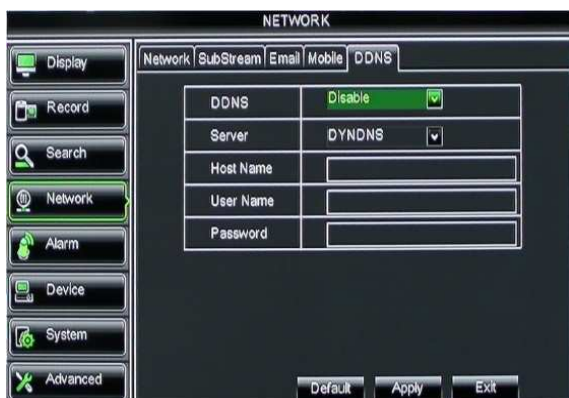 NETWORK
Display
Record
Search
Network
Alarm
Device
System
Advanced
Network SubStream Email Mobile DDNS
DDNS Disable
Server DYNDNS
Host Name
User Name
Password
Default Apply Exit